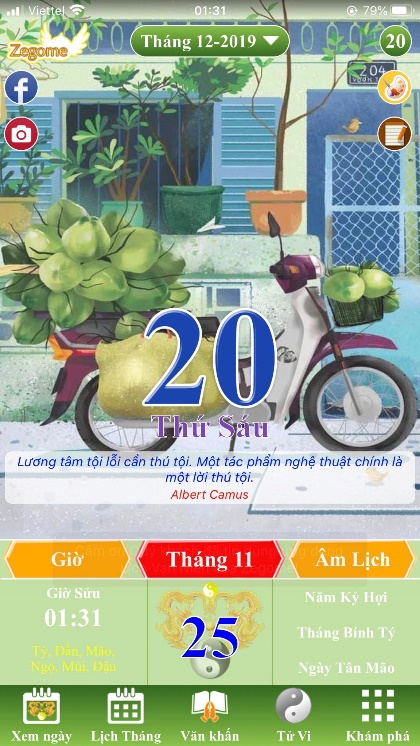 Viettel 01:31 79%
Zegome
Tháng 12-2019
20
204
20
Thứ Sáu
Lương tâm tội lỗi cần thú tội. Một tác phẩm nghệ thuật chính là
một lời thú tội.
Albert Camus
Giờ
Tháng 11
Âm Lịch
Giờ Sửu
01:31
Tý, Dần, Mão,
Ngọ, Mùi, Dậu
25
Năm Kỷ Hợi
Tháng Bính Tý
Ngày Tân Mão
Xem ngày
Lịch Tháng
Văn khấn
Tử Vi
Khám phá